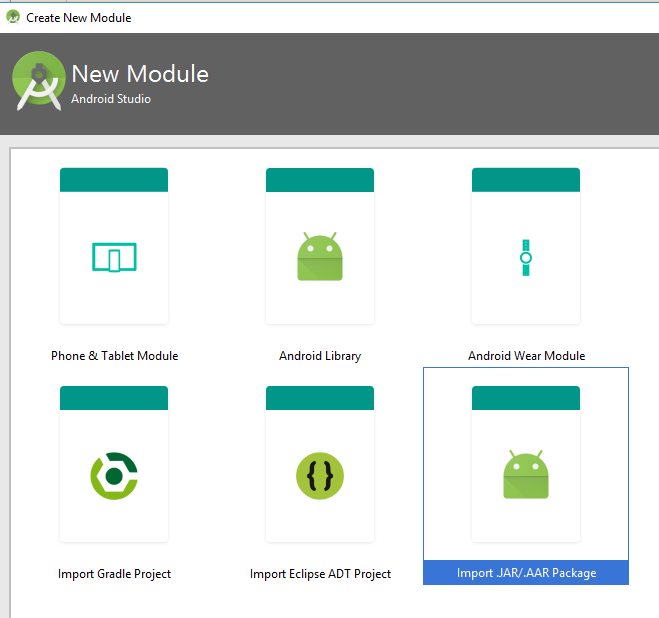 Create New Module
New Module
Android Studio
Phone & Tablet Module
Android Library
Android Wear Module
{}
Import Gradle Project
Import Eclipse ADT Project
Import .JAR/.AAR Package